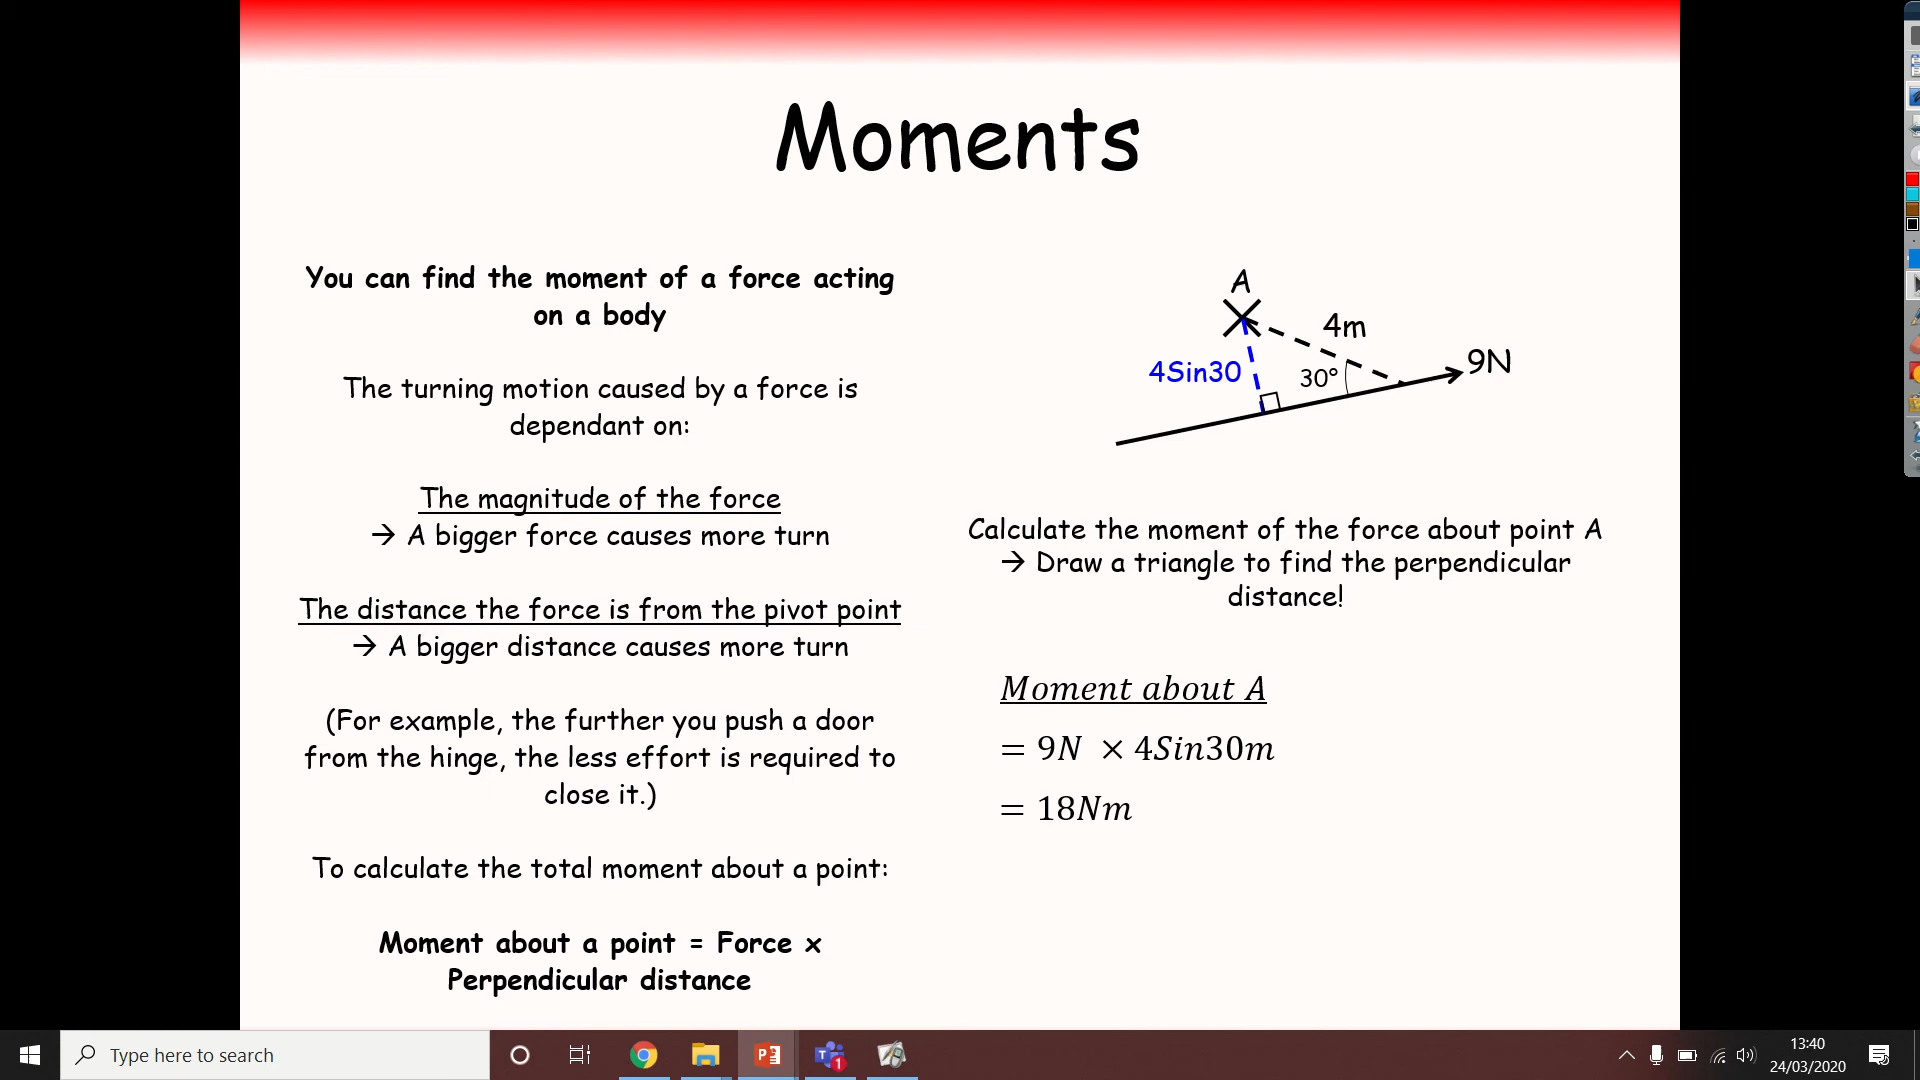 Moments
You can find the moment of a force acting
on a body
The turning motion caused by a force is
dependant on:
The magnitude of the force
→ A bigger force causes more turn
The distance the force is from the pivot point
→ A bigger distance causes more turn
(For example, the further you push a door
from the hinge, the less effort is required to
close it.)
To calculate the total moment about a point:
Moment about a point = Force x
Perpendicular distance
A
4m
9N
4Sin30
30°
Calculate the moment of the force about point A
→ Draw a triangle to find the perpendicular
distance!
Moment about A
= 9N × 4Sin30m
= 18Nm
Type here to search
1
13:40
24/03/2020